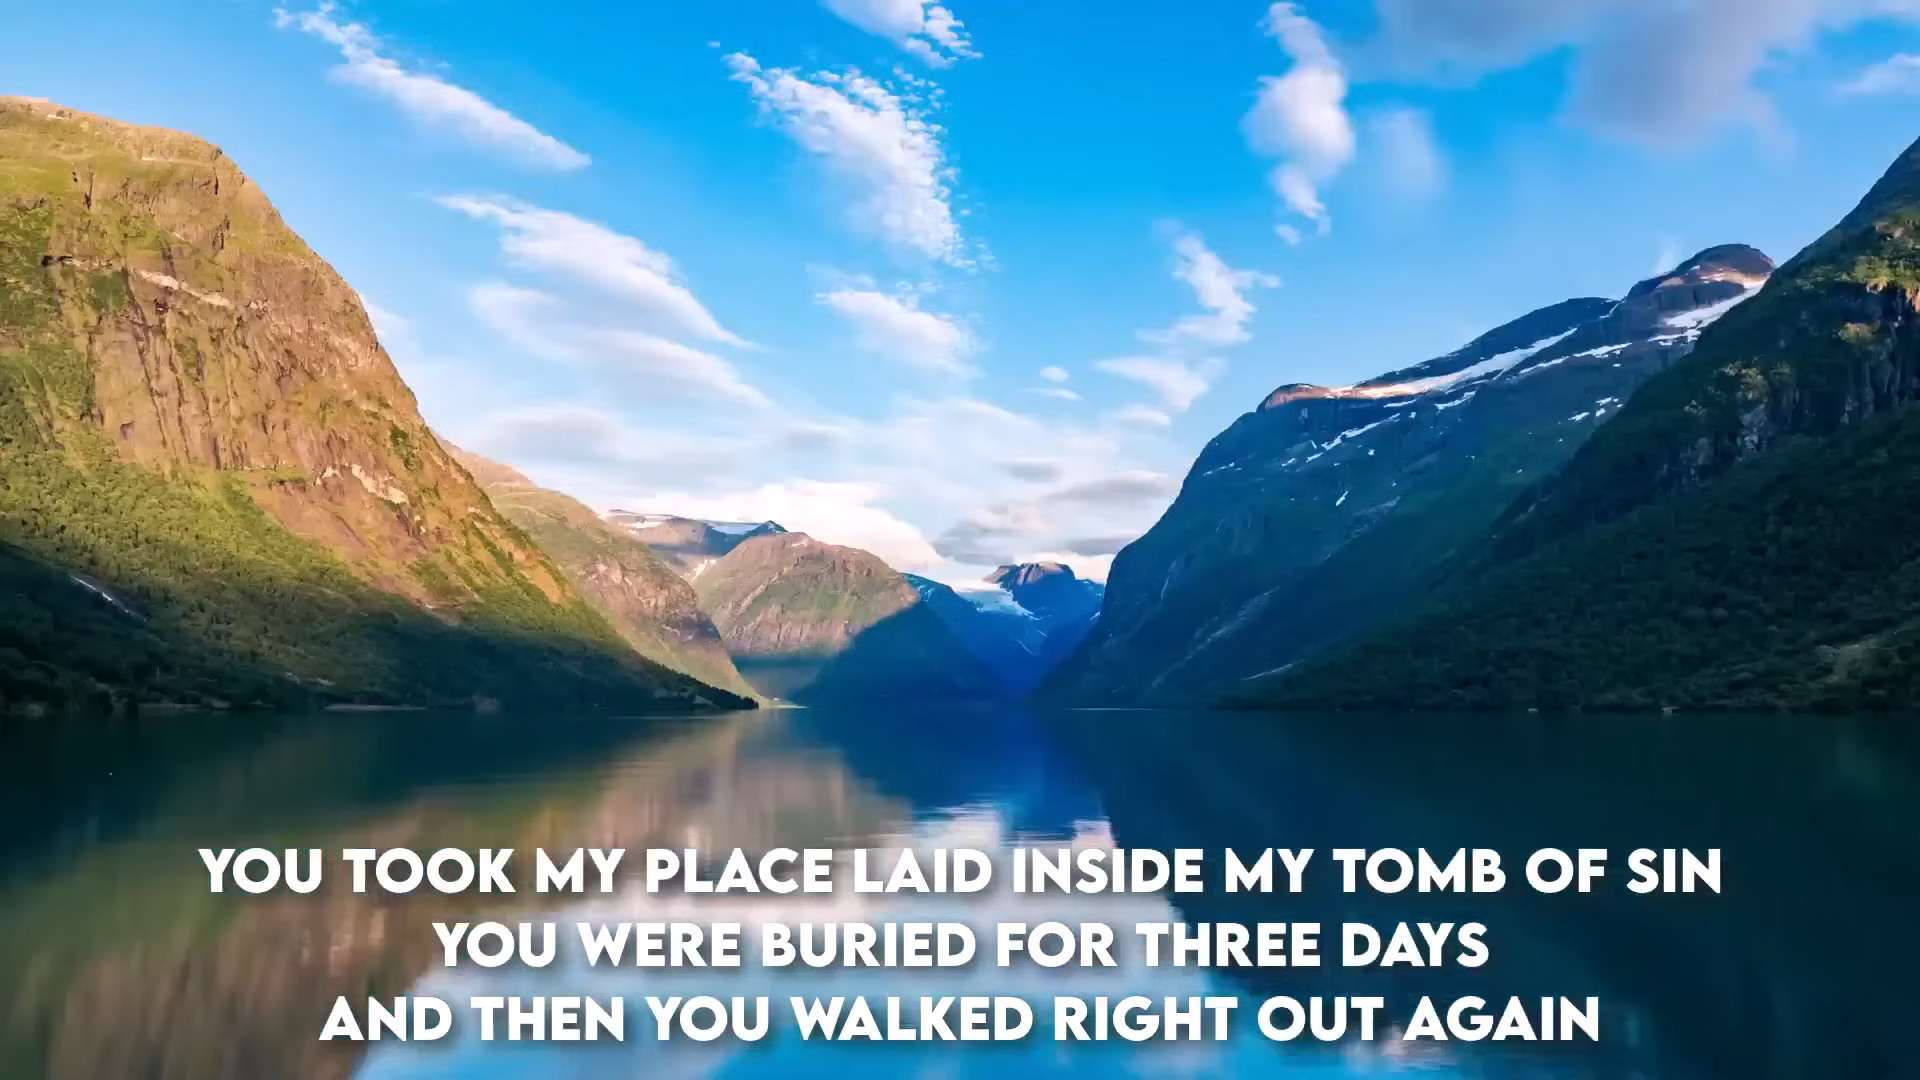 YOU TOOK MY PLACE LAID INSIDE MY TOMB OF SIN
YOU WERE BURIED FOR THREE DAYS
AND THEN YOU WALKED RIGHT OUT AGAIN